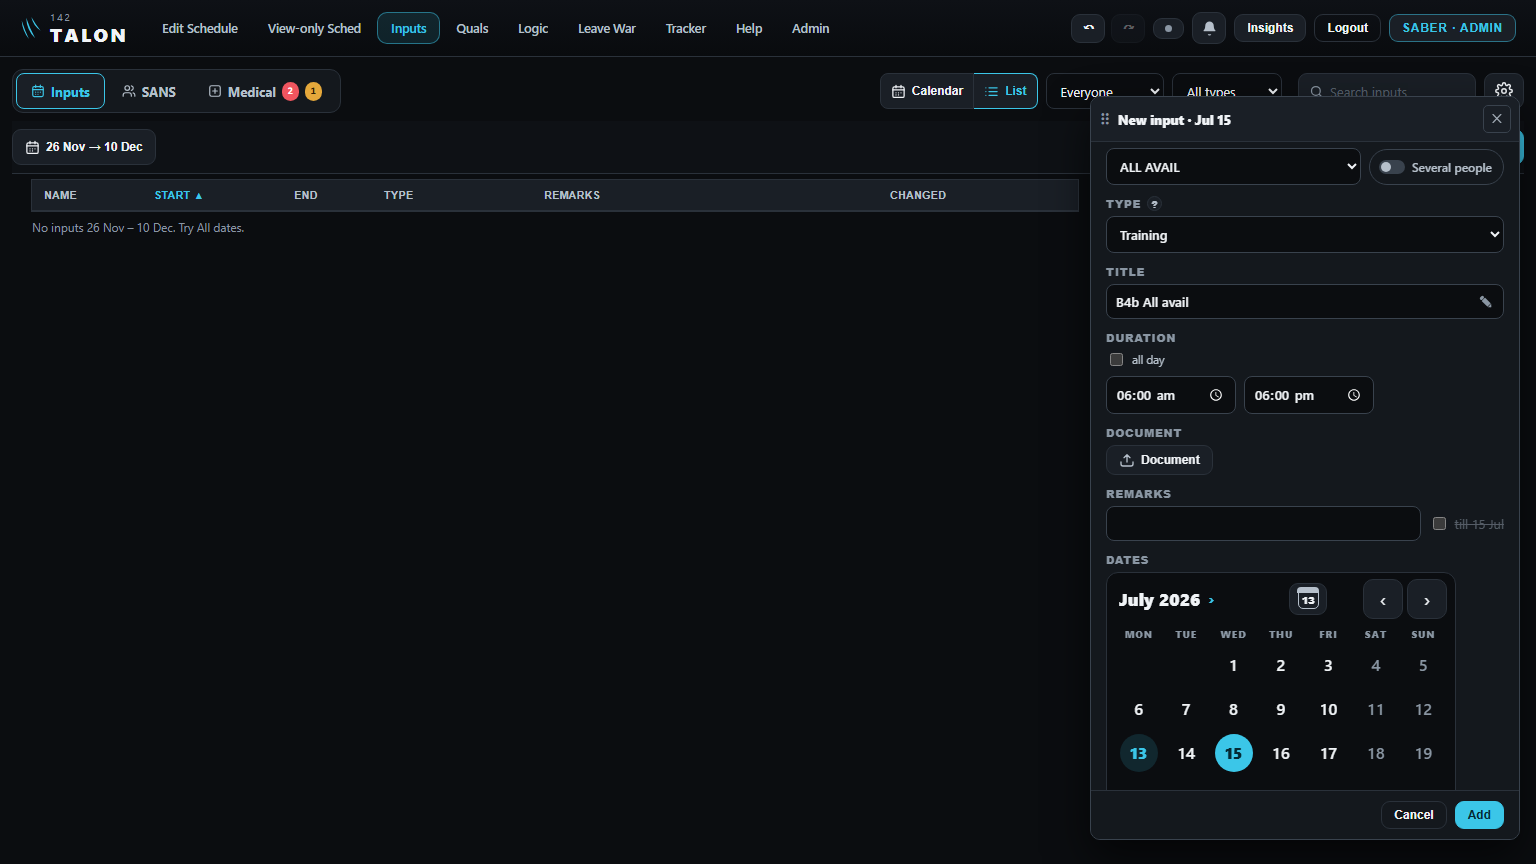 142
TALON
Edit Schedule
View-only Sched
Inputs
Quals
Logic
Leave War
Tracker
Help
Admin
Insights
Logout
SABER · ADMIN
Inputs
SANS
Medical 2 1
Calendar
List
Everyone
All types
Search inputs
26 Nov → 10 Dec
NAME
START ▲
END
TYPE
REMARKS
CHANGED
No inputs 26 Nov – 10 Dec. Try All dates.
New input · Jul 15
ALL AVAIL
Several people
TYPE ?
Training
TITLE
B4b All avail
DURATION
all day
06:00 am
06:00 pm
DOCUMENT
Document
REMARKS
till 15 Jul
DATES
July 2026 ›
13
‹ ›
MON TUE WED THU FRI SAT SUN
1 2 3 4 5
6 7 8 9 10 11 12
13 14 15 16 17 18 19
Cancel
Add